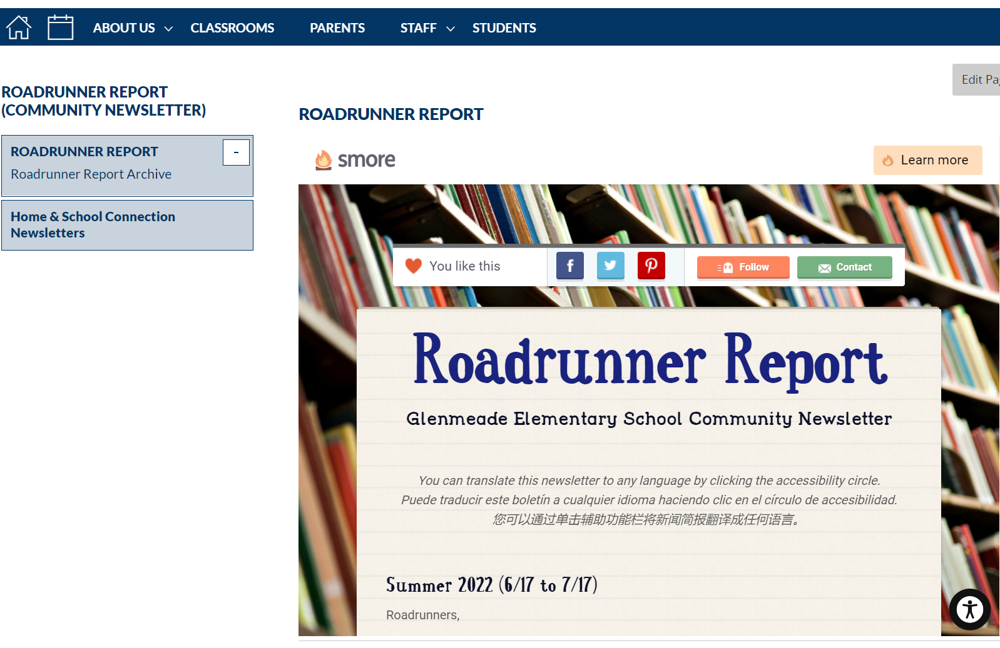 ABOUT US
CLASSROOMS
PARENTS
STAFF
STUDENTS
Edit
ROADRUNNER REPORT
(COMMUNITY NEWSLETTER)
ROADRUNNER REPORT
-
Roadrunner Report Archive
Home & School Connection
Newsletters
ROADRUNNER REPORT
smore
Learn more
You like this
Follow
Contact
Roadrunner Report
Glenmeade Elementary School Community Newsletter
You can translate this newsletter to any language by clicking the accessibility circle.
Puede traducir este boletín a cualquier idioma haciendo clic en el círculo de accesibilidad.
您可以通过单击辅助功能栏将新闻简报翻译成任何语言。
Summer 2022 (6/17 to 7/17)
Roadrunners,